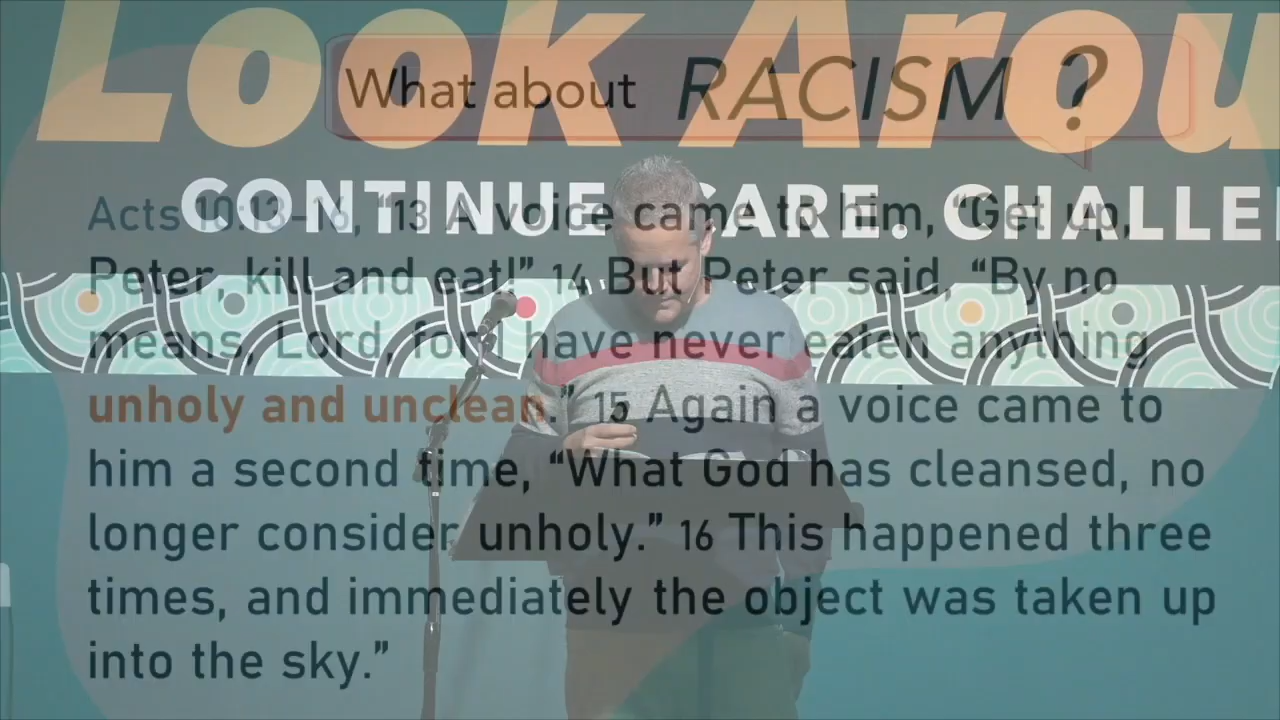 Look Arou
What about RACISM ?
CONTINUE. CARE. CHALLE
Acts 10:13-16, “13 A voice came to him, “Get up,
Peter, kill and eat!” 14 But Peter said, “By no
means, Lord, for I have never eaten anything
unholy and unclean.” 15 Again a voice came to
him a second time, “What God has cleansed, no
longer consider unholy.” 16 This happened three
times, and immediately the object was taken up
into the sky.”